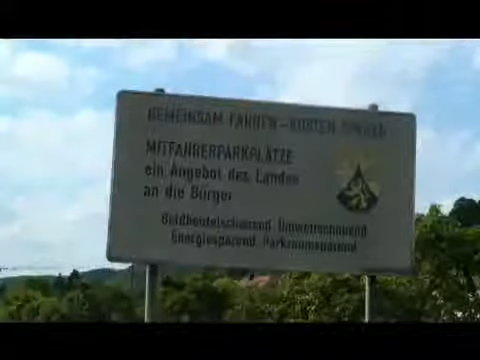 GEMEINSAM FAHREN - KOSTEN SPAREN
MITFAHRERPARKPLÄTZE
ein Angebot des Landes
an die Bürger
Geldbeutelschonend Umweltschonend
Energiesparend Parkraumsparend